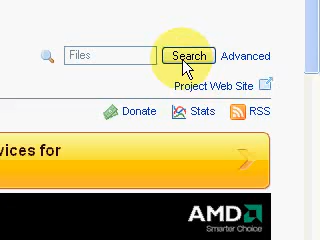 Files Search Advanced
Project Web Site
Donate Stats RSS
vices for
AMD
Smarter Choice